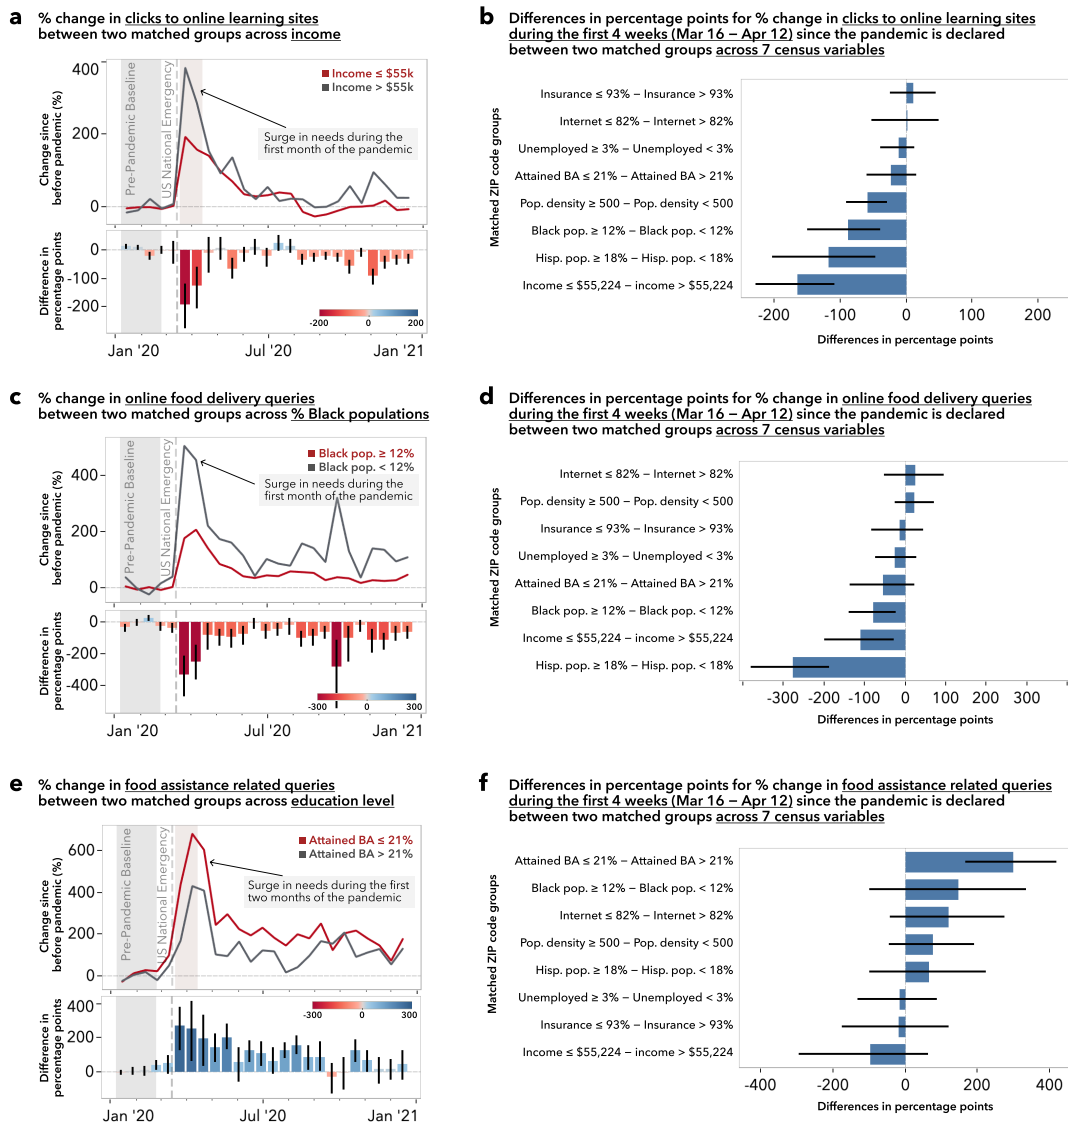 a
% change in clicks to online learning sites
between two matched groups across income
Change since
before pandemic (%)
400
200
0
Pre-Pandemic Baseline
US National Emergency
Income ≤ $55k
Income > $55k
Surge in needs during the
first month of the pandemic
Difference in
percentage points
0
-100
-200
-200
0
200
Jan '20
Jul '20
Jan '21
b
Differences in percentage points for % change in clicks to online learning sites
during the first 4 weeks (Mar 16 – Apr 12) since the pandemic is declared
between two matched groups across 7 census variables
Matched ZIP code groups
Insurance ≤ 93% – Insurance > 93%
Internet ≤ 82% – Internet > 82%
Unemployed ≥ 3% – Unemployed < 3%
Attained BA ≤ 21% – Attained BA > 21%
Pop. density ≥ 500 – Pop. density < 500
Black pop. ≥ 12% – Black pop. < 12%
Hisp. pop. ≥ 18% – Hisp. pop. < 18%
Income ≤ $55,224 – income > $55,224
-200
-100
0
100
200
Differences in percentage points
c
% change in online food delivery queries
between two matched groups across % Black populations
Change since
before pandemic (%)
400
200
0
Pre-Pandemic Baseline
US National Emergency
Black pop. ≥ 12%
Black pop. < 12%
Surge in needs during the
first month of the pandemic
Difference in
percentage points
0
-200
-400
-300
0
300
Jan '20
Jul '20
Jan '21
d
Differences in percentage points for % change in online food delivery queries
during the first 4 weeks (Mar 16 – Apr 12) since the pandemic is declared
between two matched groups across 7 census variables
Matched ZIP code groups
Internet ≤ 82% – Internet > 82%
Pop. density ≥ 500 – Pop. density < 500
Insurance ≤ 93% – Insurance > 93%
Unemployed ≥ 3% – Unemployed < 3%
Attained BA ≤ 21% – Attained BA > 21%
Black pop. ≥ 12% – Black pop. < 12%
Income ≤ $55,224 – income > $55,224
Hisp. pop. ≥ 18% – Hisp. pop. < 18%
-300
-200
-100
0
100
200
300
Differences in percentage points
e
% change in food assistance related queries
between two matched groups across education level
Change since
before pandemic (%)
600
400
200
0
Pre-Pandemic Baseline
US National Emergency
Attained BA ≤ 21%
Attained BA > 21%
Surge in needs during the first
two months of the pandemic
Difference in
percentage points
400
200
0
-300
0
300
Jan '20
Jul '20
Jan '21
f
Differences in percentage points for % change in food assistance related queries
during the first 4 weeks (Mar 16 – Apr 12) since the pandemic is declared
between two matched groups across 7 census variables
Matched ZIP code groups
Attained BA ≤ 21% – Attained BA > 21%
Black pop. ≥ 12% – Black pop. < 12%
Internet ≤ 82% – Internet > 82%
Pop. density ≥ 500 – Pop. density < 500
Hisp. pop. ≥ 18% – Hisp. pop. < 18%
Unemployed ≥ 3% – Unemployed < 3%
Insurance ≤ 93% – Insurance > 93%
Income ≤ $55,224 – income > $55,224
-400
-200
0
200
400
Differences in percentage points